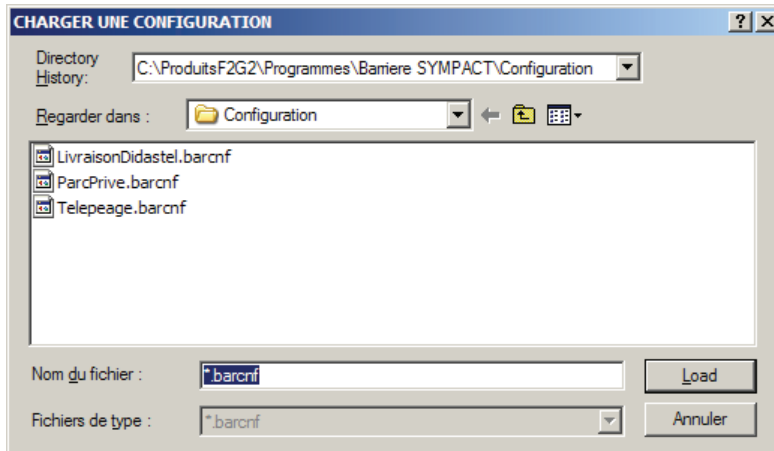 CHARGER UNE CONFIGURATION
Directory
History:
C:\ProduitsF2G2\Programmes\Barriere SYMPACT\Configuration
Regarder dans :
Configuration
LivraisonDidastel.barcnf
ParcPrive.barcnf
Telepeage.barcnf
Nom du fichier :
*.barcnf
Load
Fichiers de type :
*.barcnf
Annuler